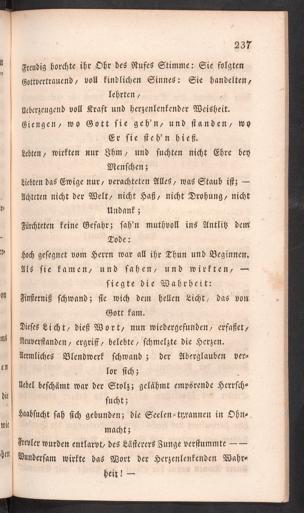 237
Freudig horchte ihr Ohr des Rufes Stimme: Sie folgten
Gottvertrauend, voll kindlichen Sinnes: Sie handelten,
lehrten,
Ueberzeugend voll Kraft und herzenlenkender Weisheit.
Giengen, wo Gott sie geh'n, und standen, wo
Er sie steh'n hieß.
Lebten, wirkten nur Ihm, und suchten nicht Ehre bey
Menschen;
Liebten das Ewige nur, verachteten Alles, was Staub ist; —
Achteten nicht der Welt, nicht Haß, nicht Drohung, nicht
Undank;
Fürchteten keine Gefahr; sah'n muthvoll ins Antlitz dem
Tode:
Hoch gesegnet vom Herrn war all ihr Thun und Beginnen.
Als sie kamen, und sahen, und wirkten, —
siegte die Wahrheit:
Finsterniß schwand; sie wich dem hellen Licht, das von
Gott kam.
Dieses Licht, dieß Wort, nun wiedergefunden, erfaßet,
Neuverstanden, ergriff, belebte, schmelzte die Herzen.
Aermliches Blendwerk schwand; der Aberglauben ver-
lor sich;
Uebel beschämt war der Stolz; gelähmt empörende Herrsch-
sucht;
Haabsucht sah sich gebunden; die Seelen-tyrannen in Ohn-
macht;
Frevler wurden entlarvt, des Lästerers Zunge verstummte — —
Wundersam wirkte das Wort der Herzenlenkenden Wahr-
heit! —